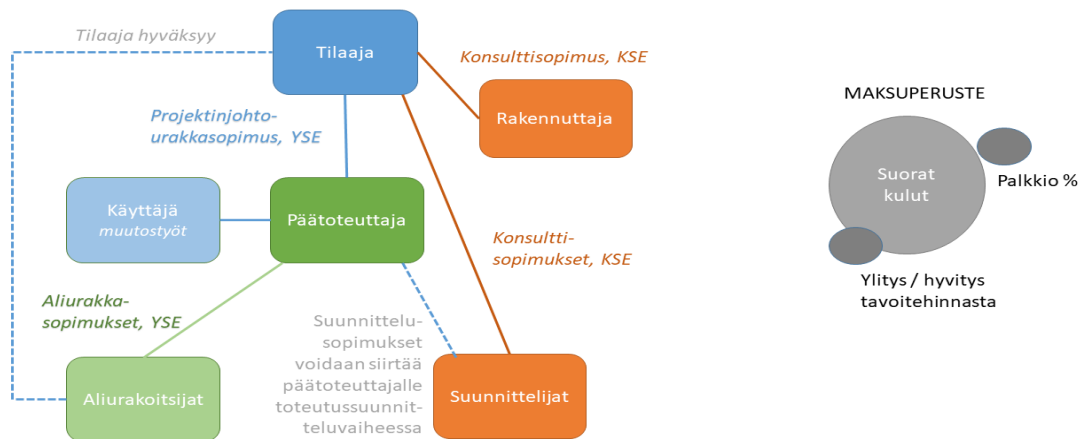 Tilaaja hyväksyy
Tilaaja
Konsulttisopimus, KSE
Rakennuttaja
Projektinjohto-
urakkasopimus, YSE
Käyttäjä
muutostyöt
Päätoteuttaja
Konsultti-
sopimukset, KSE
Aliurakka-
sopimukset, YSE
Suunnittelu-
sopimukset
voidaan siirtää
päätoteuttajalle
toteutussuunnit-
teluvaiheessa
Aliurakoitsijat
Suunnittelijat
MAKSUPERUSTE
Suorat
kulut
Palkkio %
Ylitys / hyvitys
tavoitehinnasta